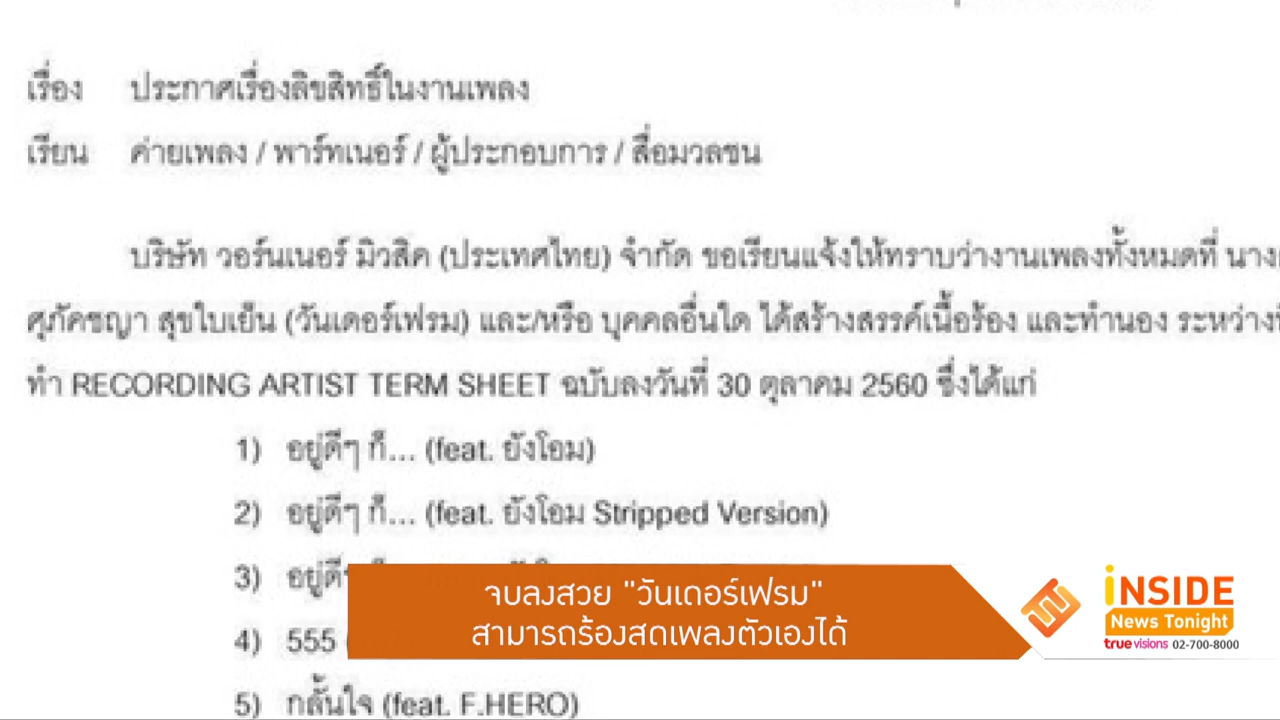 เรื่อง ประกาศเรื่องลิขสิทธิ์ในงานเพลง
เรียน ค่ายเพลง / พาร์ทเนอร์ / ผู้ประกอบการ / สื่อมวลชน
บริษัท วอร์นเนอร์ มิวสิค (ประเทศไทย) จำกัด ขอเรียนแจ้งให้ทราบว่างานเพลงทั้งหมดที่
ศุภัคชญา สุขใบเย็น (วันเดอร์เฟรม) และ/หรือ บุคคลอื่นใด ได้สร้างสรรค์เนื้อร้อง และทำนอง
ทำ RECORDING ARTIST TERM SHEET ฉบับลงวันที่ 30 ตุลาคม 2560 ซึ่งได้แก่
1) อยู่ดีๆ ก็... (feat. ยังโอม)
2) อยู่ดีๆ ก็... (feat. ยังโอม Stripped Version)
3)
4) 555
5) กลั้นใจ (feat. F.HERO)
จบลงสวย "วันเดอร์เฟรม"
สามารถร้องสดเพลงตัวเองได้
iNSIDE
News Tonight
truevisions 02-700-8000